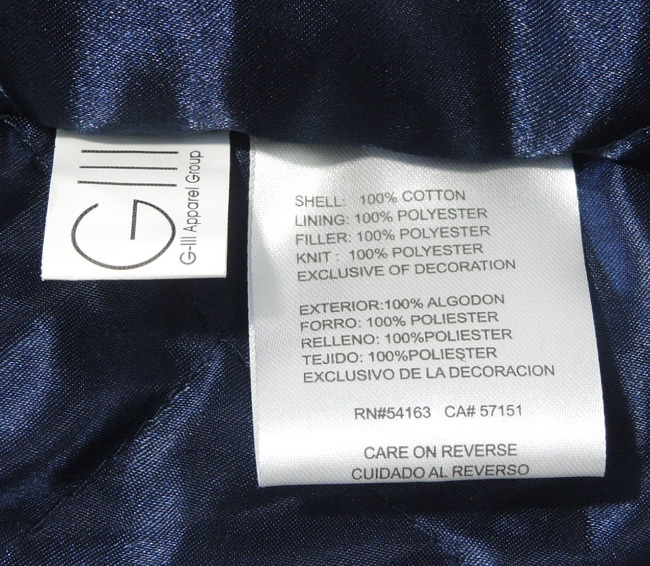 GIII
G-III Apparel Group
SHELL: 100% COTTON
LINING: 100% POLYESTER
FILLER: 100% POLYESTER
KNIT : 100% POLYESTER
EXCLUSIVE OF DECORATION
EXTERIOR:100% ALGODON
FORRO: 100% POLIESTER
RELLENO: 100% POLIESTER
TEJIDO: 100%POLIESTER
EXCLUSIVO DE LA DECORACION
RN#54163 CA# 57151
CARE ON REVERSE
CUIDADO AL REVERSO